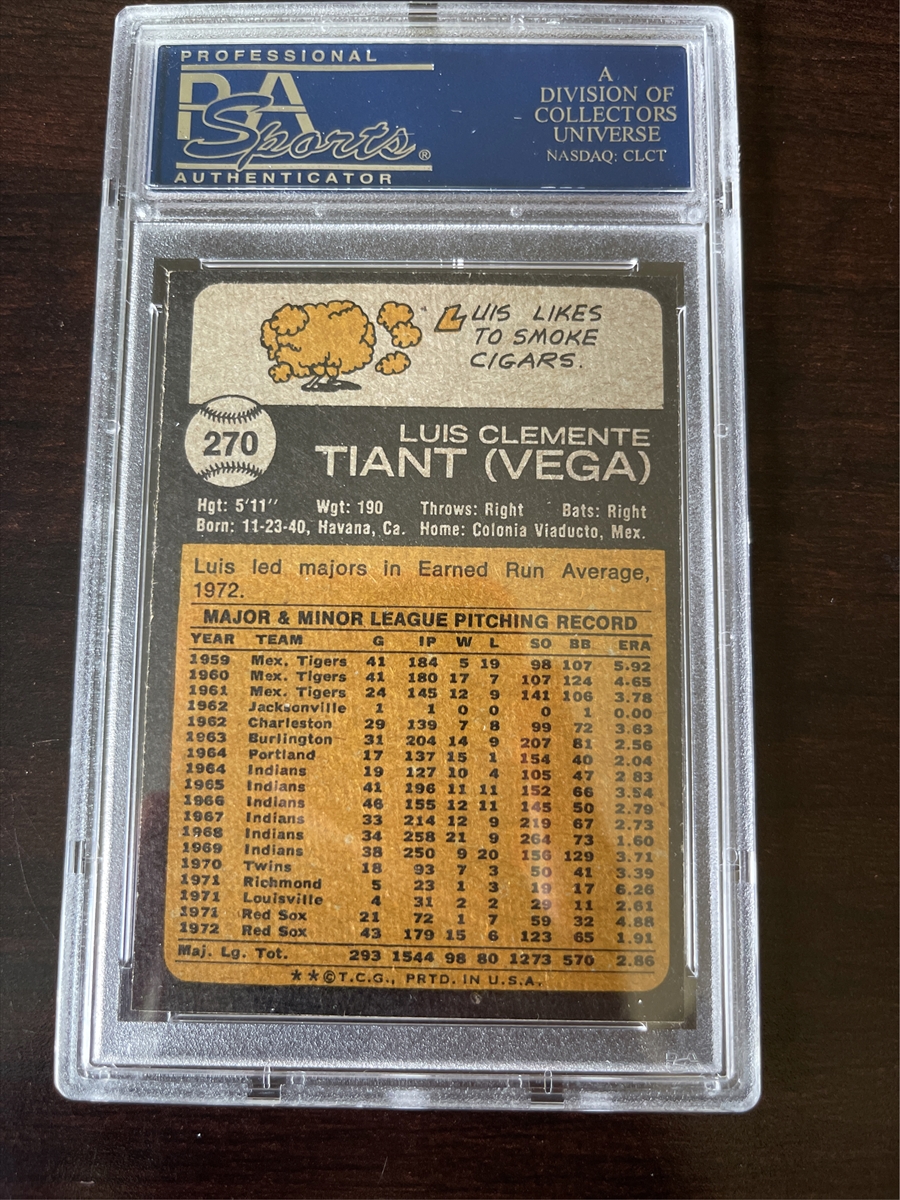 PROFESSIONAL
PSA
Sports®
AUTHENTICATOR
A
DIVISION OF
COLLECTORS
UNIVERSE
NASDAQ: CLCT
LUIS LIKES
TO SMOKE
CIGARS.
270
LUIS CLEMENTE
TIANT (VEGA)
Hgt: 5'11" Wgt: 190 Throws: Right Bats: Right
Born: 11-23-40, Havana, Ca. Home: Colonia Viaducto, Mex.
Luis led majors in Earned Run Average,
1972.
MAJOR & MINOR LEAGUE PITCHING RECORD
YEAR TEAM G IP W L SO BB ERA
1959 Mex. Tigers 41 184 5 19 98 107 5.92
1960 Mex. Tigers 41 180 17 7 107 124 4.65
1961 Mex. Tigers 24 145 12 9 141 106 3.78
1962 Jacksonville 1 1 0 0 0 1 0.00
1962 Charleston 29 139 7 8 99 72 3.63
1963 Burlington 31 204 14 9 207 81 2.56
1964 Portland 17 137 15 1 154 40 2.04
1964 Indians 19 127 10 4 105 47 2 83
1965 Indians 41 196 11 11 152 66 3.54
1966 Indians 46 155 12 11 145 50 2.79
1967 Indians 33 214 12 9 219 67 2.73
1968 Indians 34 258 21 9 264 73 1.60
1969 Indians 38 250 9 20 156 129 3.71
1970 Twins 18 93 7 3 50 41 3.39
1971 Richmond 5 23 1 3 19 17 6.26
1971 Louisville 4 31 2 2 29 11 2.61
1971 Red Sox 21 72 1 7 59 32 4.88
1972 Red Sox 43 179 15 6 123 65 1.91
Maj. Lg. Tot. 293 1544 98 80 1273 570 2.86
**©T.C.G., PRTD. IN U.S.A.